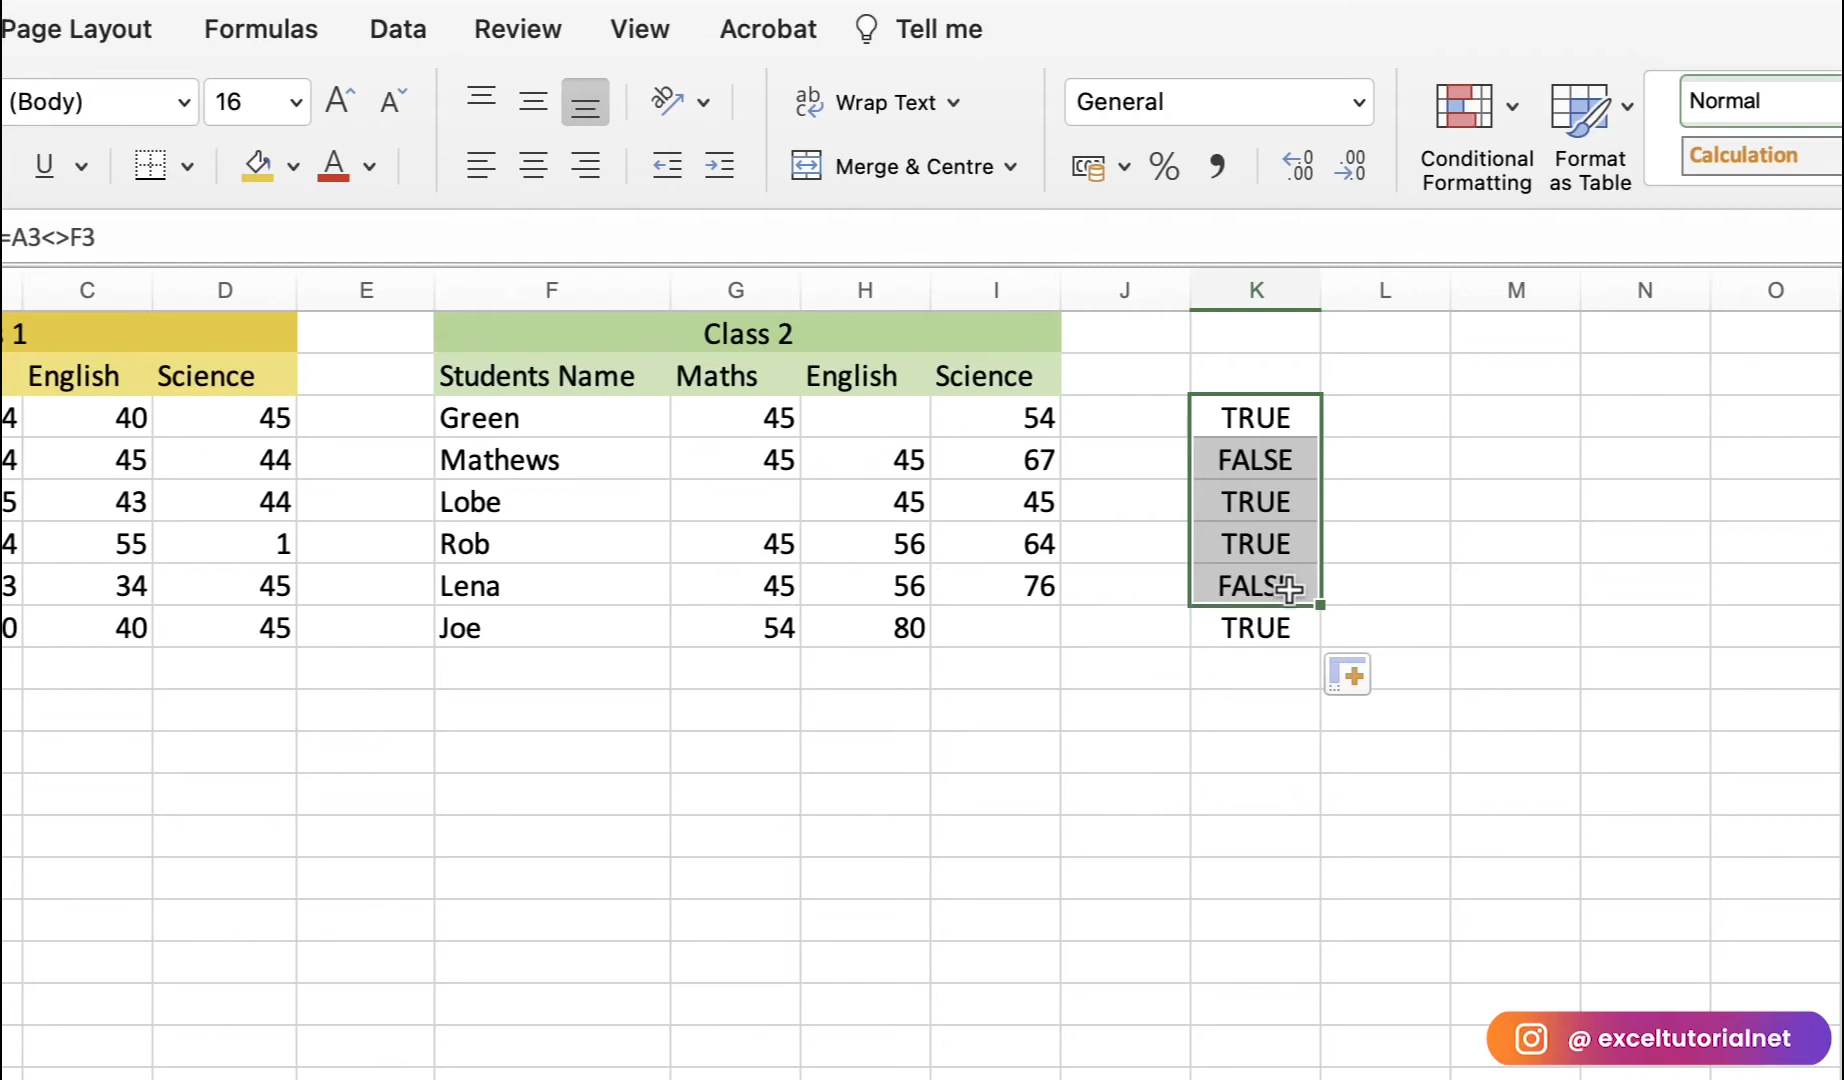 Page Layout Formulas Data Review View Acrobat Tell me
(Body) 16 A A ab Wrap Text General Normal
U A Merge & Centre % Conditional Formatting Format as Table Calculation
=A3<>F3
C D E F G H I J K L M N O
1 Class 2
English Science Students Name Maths English Science
4 40 45 Green 45 54 TRUE
4 45 44 Mathews 45 45 67 FALSE
5 43 44 Lobe 45 45 TRUE
4 55 1 Rob 45 56 64 TRUE
3 34 45 Lena 45 56 76 FALS
0 40 45 Joe 54 80 TRUE
@ exceltutorialnet